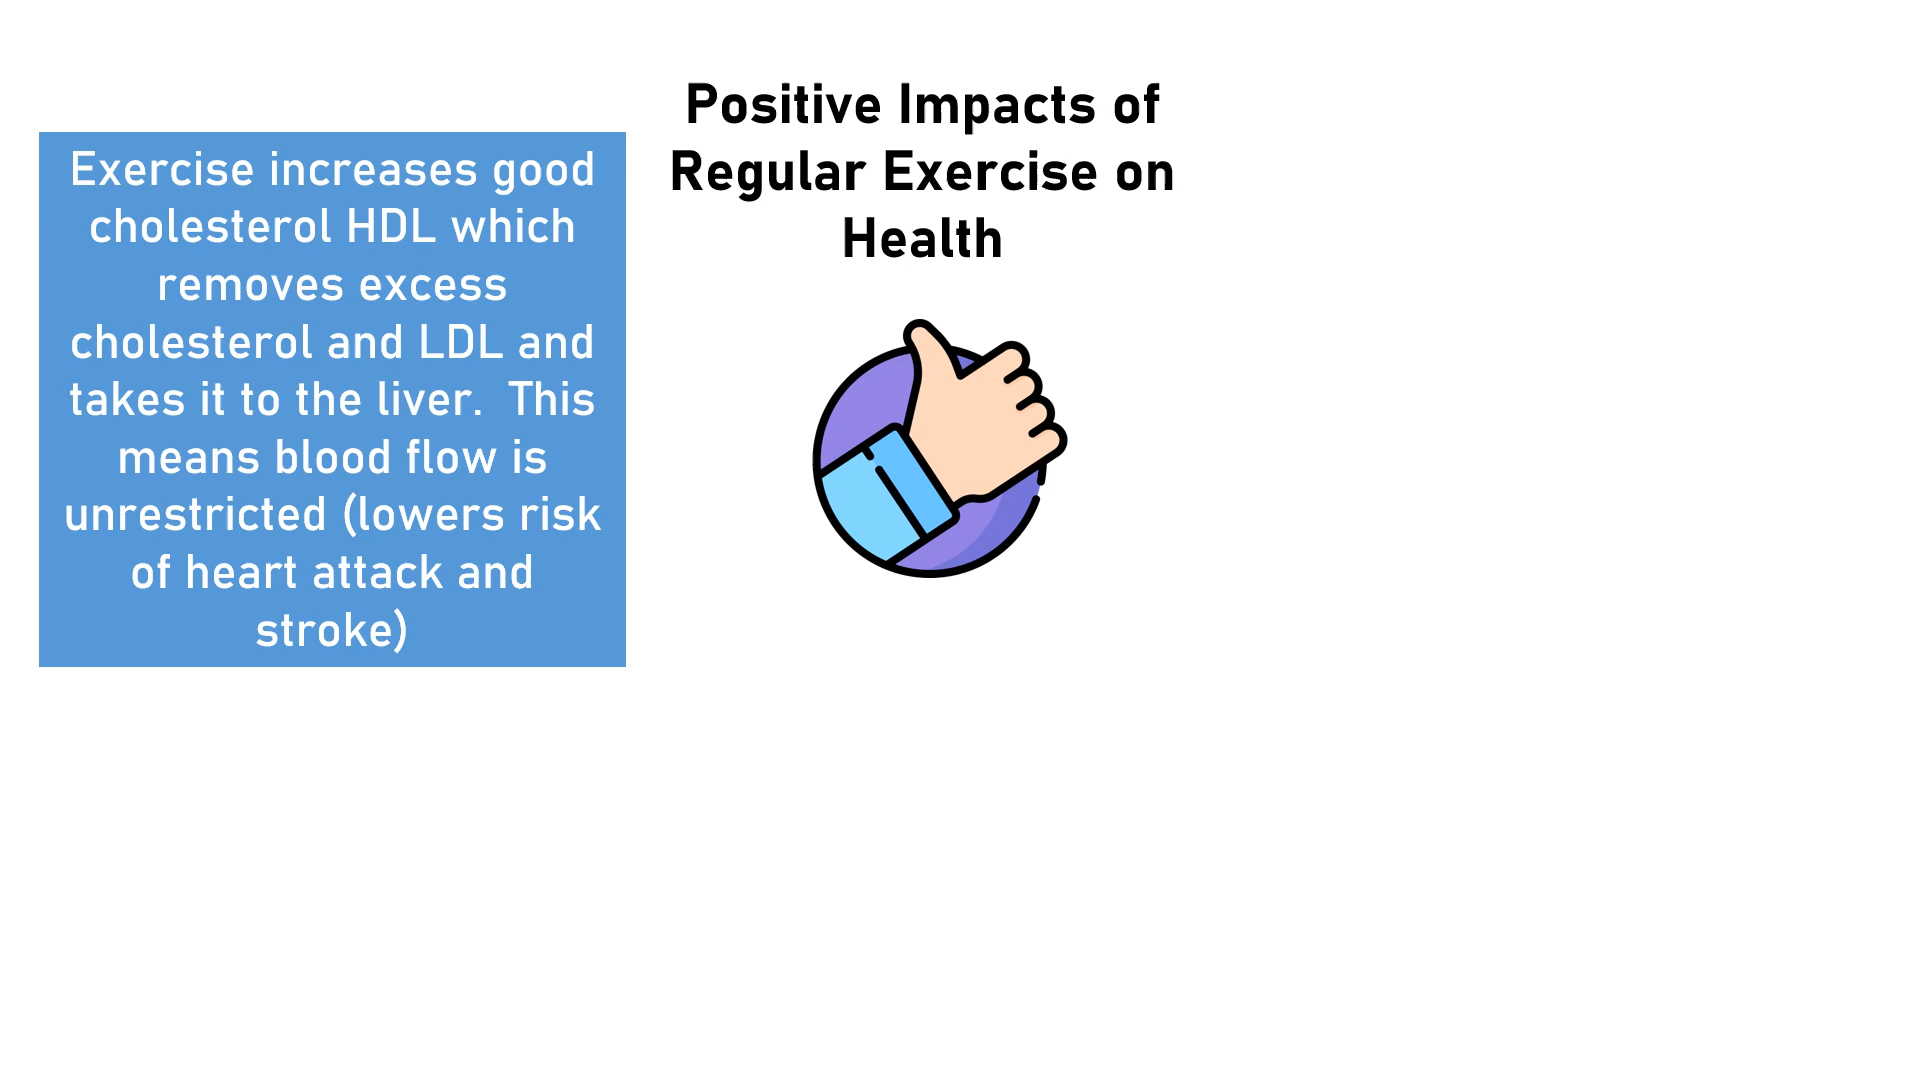 Positive Impacts of
Regular Exercise on
Health
Exercise increases good
cholesterol HDL which
removes excess
cholesterol and LDL and
takes it to the liver.  This
means blood flow is
unrestricted (lowers risk
of heart attack and
stroke)